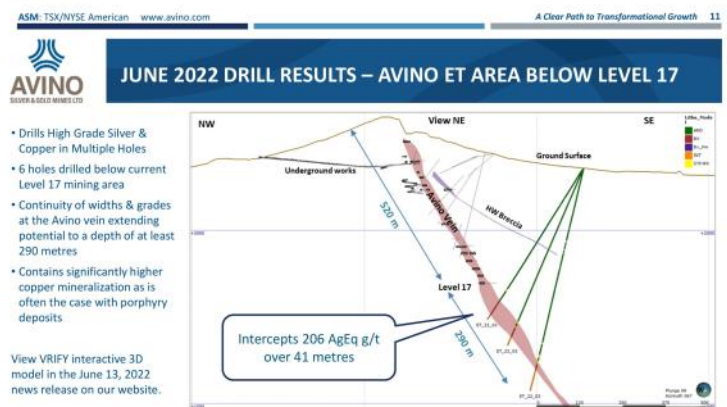 ASM: TSX/NYSE American www.avino.com
A Clear Path to Transformational Growth 11
AVINO
SILVER & GOLD MINES LTD
JUNE 2022 DRILL RESULTS – AVINO ET AREA BELOW LEVEL 17
• Drills High Grade Silver &
Copper in Multiple Holes
• 6 holes drilled below current
Level 17 mining area
• Continuity of widths & grades
at the Avino vein extending
potential to a depth of at least
290 metres
• Contains significantly higher
copper mineralization as is
often the case with porphyry
deposits
View VRIFY interactive 3D
model in the June 13, 2022
news release on our website.
NW
View NE
SE
Underground works
Ground Surface
520 m
Avino Vein
HW Breccia
Level 17
290 m
Intercepts 206 AgEq g/t
over 41 metres